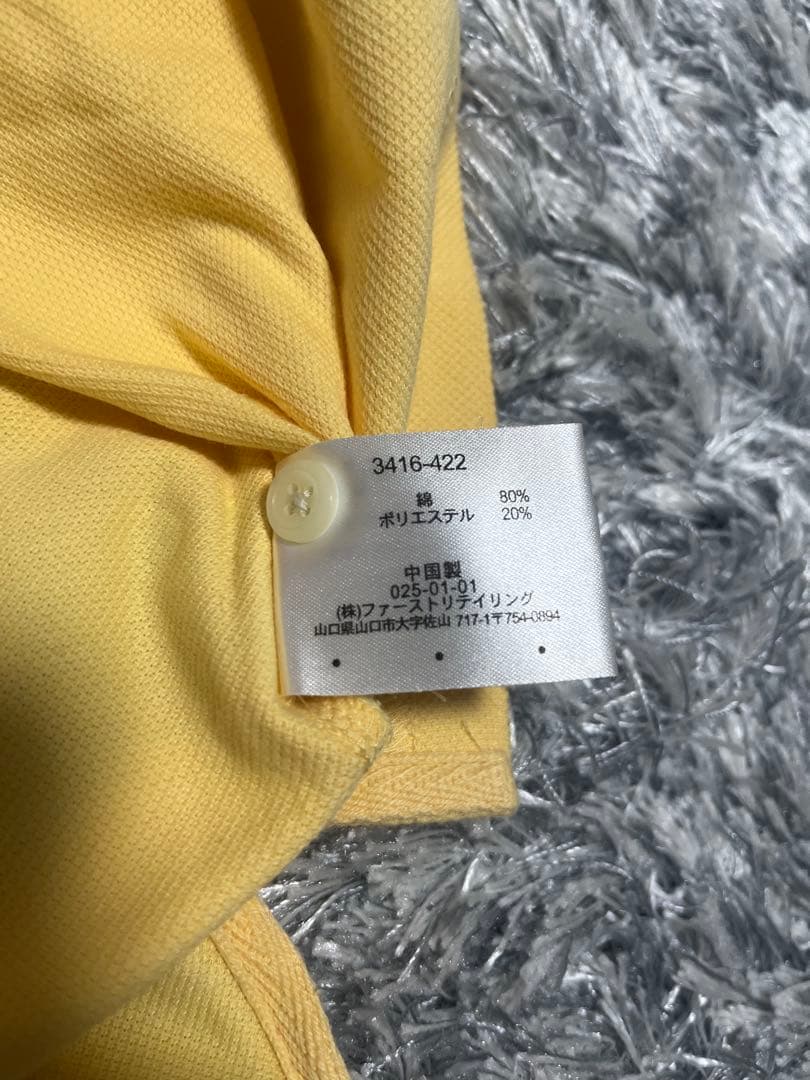 3416-422
綿 80%
ポリエステル 20%
中国製
025-01-01
(株)ファーストリテイリング
山口県山口市大字佐山 717-1〒754-0894